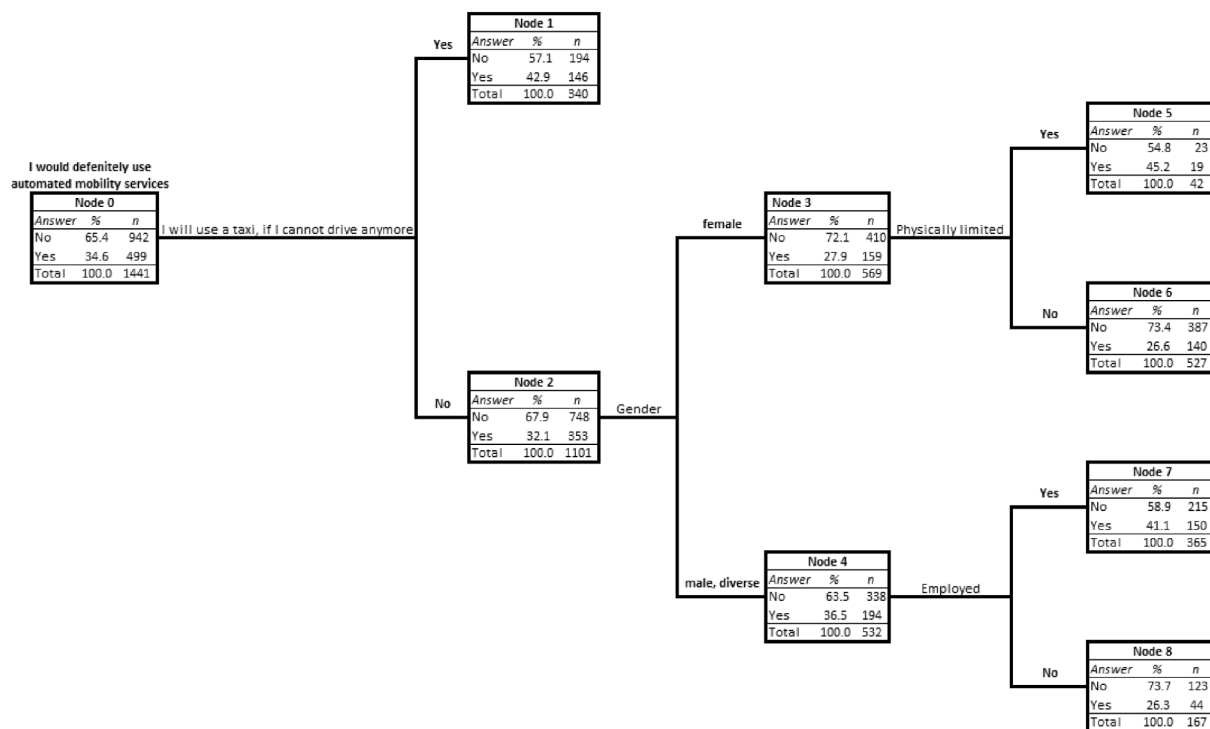 I would defenitely use
automated mobility services
Node 0
Answer % n
No 65.4 942
Yes 34.6 499
Total 100.0 1441
I will use a taxi, if I cannot drive anymore
Yes
Node 1
Answer % n
No 57.1 194
Yes 42.9 146
Total 100.0 340
No
Node 2
Answer % n
No 67.9 748
Yes 32.1 353
Total 100.0 1101
Gender
female
Node 3
Answer % n
No 72.1 410
Yes 27.9 159
Total 100.0 569
Physically limited
Yes
Node 5
Answer % n
No 54.8 23
Yes 45.2 19
Total 100.0 42
No
Node 6
Answer % n
No 73.4 387
Yes 26.6 140
Total 100.0 527
male, diverse
Node 4
Answer % n
No 63.5 338
Yes 36.5 194
Total 100.0 532
Employed
Yes
Node 7
Answer % n
No 58.9 215
Yes 41.1 150
Total 100.0 365
No
Node 8
Answer % n
No 73.7 123
Yes 26.3 44
Total 100.0 167